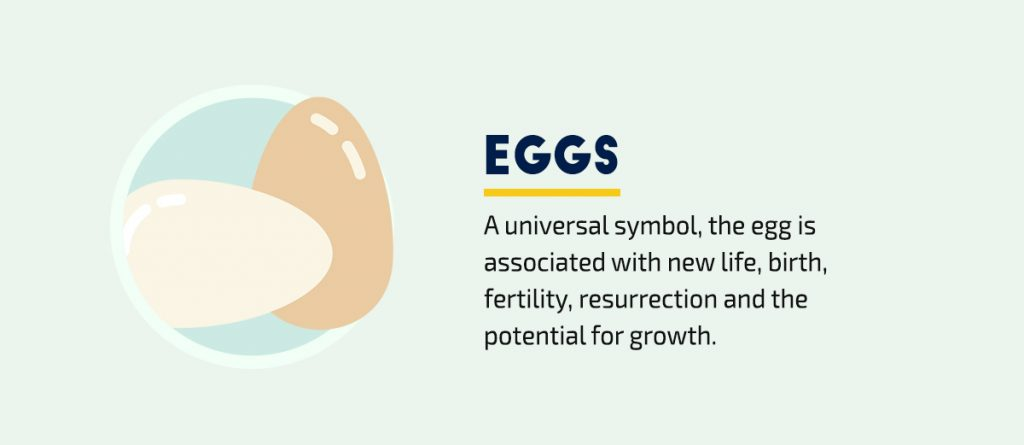 EGGS
A universal symbol, the egg is
associated with new life, birth,
fertility, resurrection and the
potential for growth.